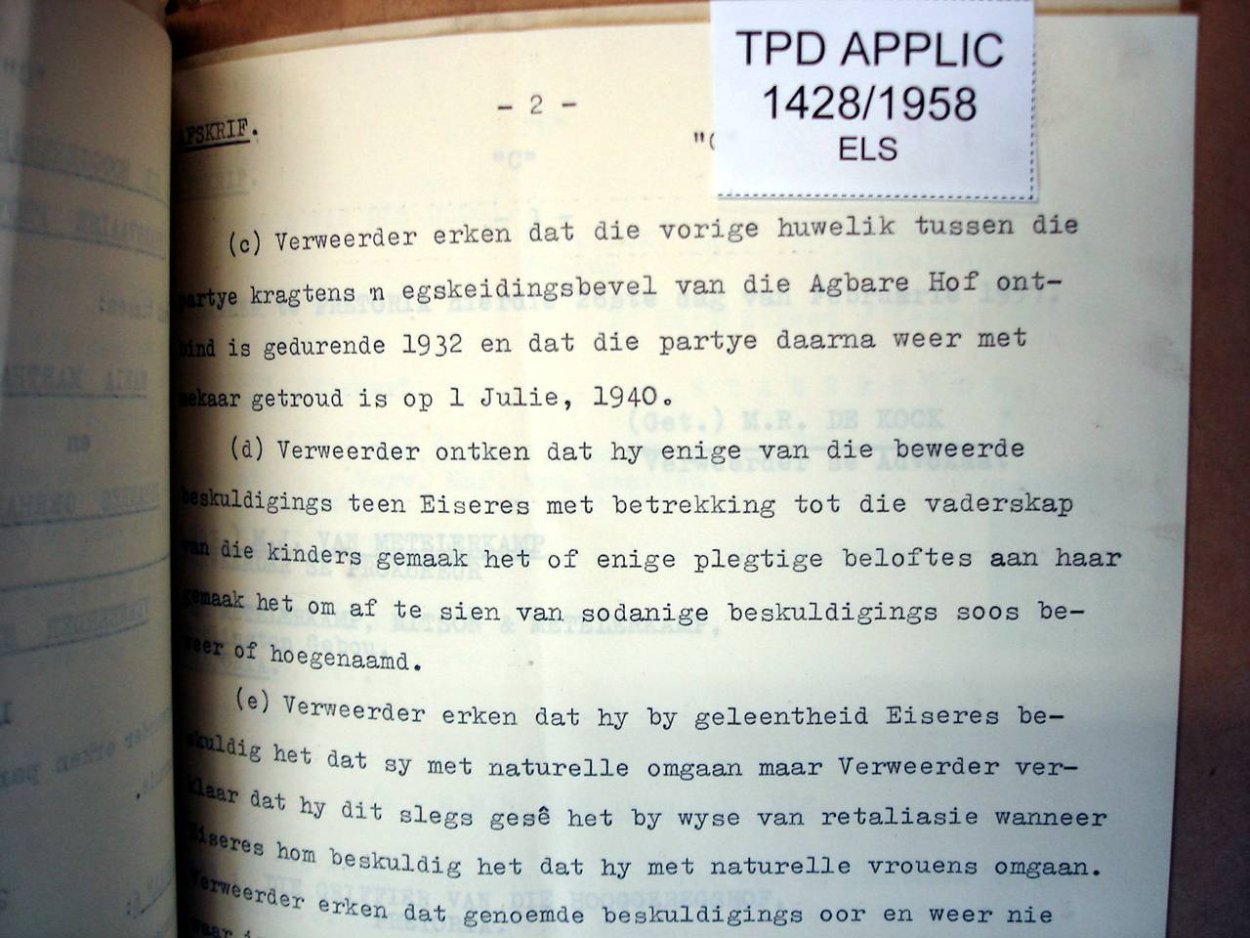 TPD APPLIC
1428/1958
ELS
- 2 -
AFSKRIF.
"C
(c) Verweerder erken dat die vorige huwelik tussen die
partye kragtens 'n egskeidingsbevel van die Agbare Hof ont-
bind is gedurende 1932 en dat die partye daarna weer met
mekaar getroud is op 1 Julie, 1940.
(d) Verweerder ontken dat hy enige van die beweerde
beskuldigings teen Eiseres met betrekking tot die vaderskap
van die kinders gemaak het of enige plegtige beloftes aan haar
gemaak het om af te sien van sodanige beskuldigings soos be-
weer of hoegenaamd.
(e) Verweerder erken dat hy by geleentheid Eiseres be-
skuldig het dat sy met naturelle omgaan maar Verweerder ver-
klaar dat hy dit slegs gesê het by wyse van retaliasie wanneer
Eiseres hom beskuldig het dat hy met naturelle vrouens omgaan.
Verweerder erken dat genoemde beskuldigings oor en weer nie
waar